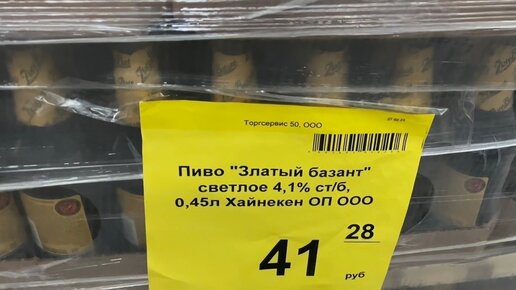 Торгсервис 50, ООО
Пиво "Златый базант"
светлое 4,1% ст/б,
0,45л Хайнекен ОП ООО
41 28
руб